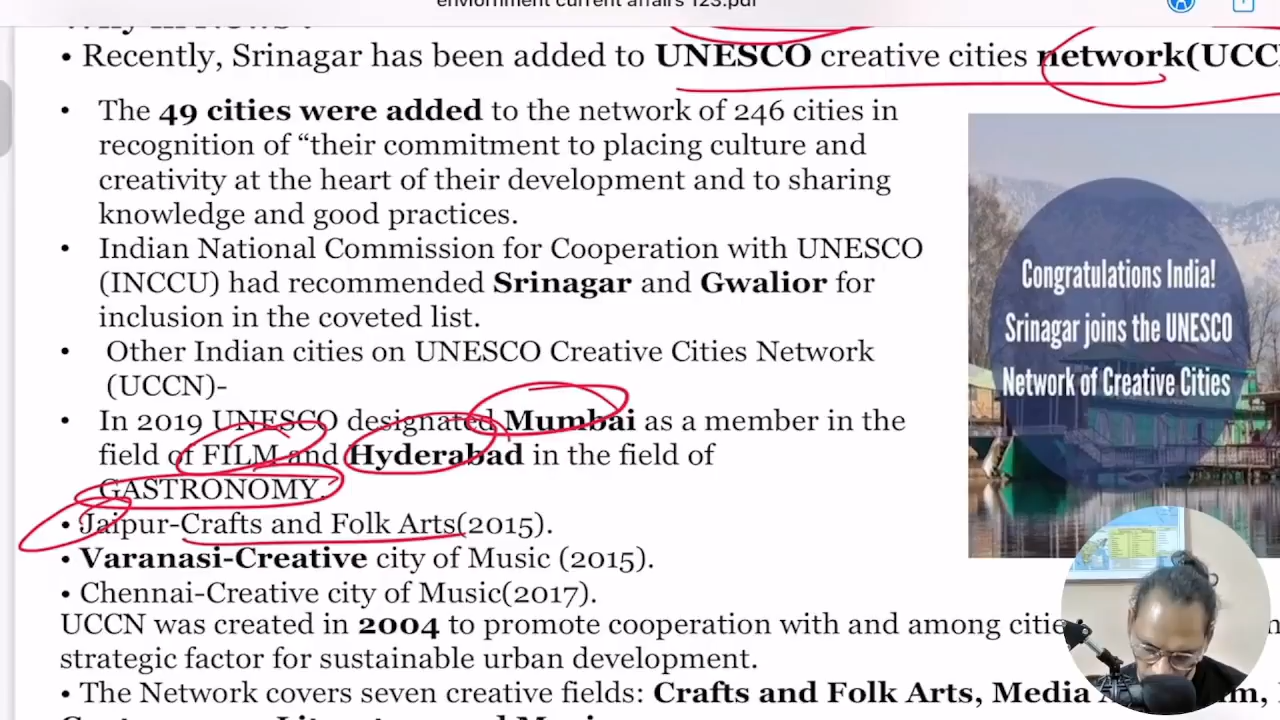 enviornment current affairs 123.pdf
• Recently, Srinagar has been added to UNESCO creative cities network(UCC
• The 49 cities were added to the network of 246 cities in
recognition of “their commitment to placing culture and
creativity at the heart of their development and to sharing
knowledge and good practices.
• Indian National Commission for Cooperation with UNESCO
(INCCU) had recommended Srinagar and Gwalior for
inclusion in the coveted list.
• Other Indian cities on UNESCO Creative Cities Network
(UCCN)-
• In 2019 UNESCO designated Mumbai as a member in the
field of FILM and Hyderabad in the field of
GASTRONOMY.
• Jaipur-Crafts and Folk Arts(2015).
• Varanasi-Creative city of Music (2015).
• Chennai-Creative city of Music(2017).
UCCN was created in 2004 to promote cooperation with and among
strategic factor for sustainable urban development.
• The Network covers seven creative fields: Crafts and Folk Arts, Media
Congratulations India!
Srinagar joins the UNESCO
Network of Creative Cities